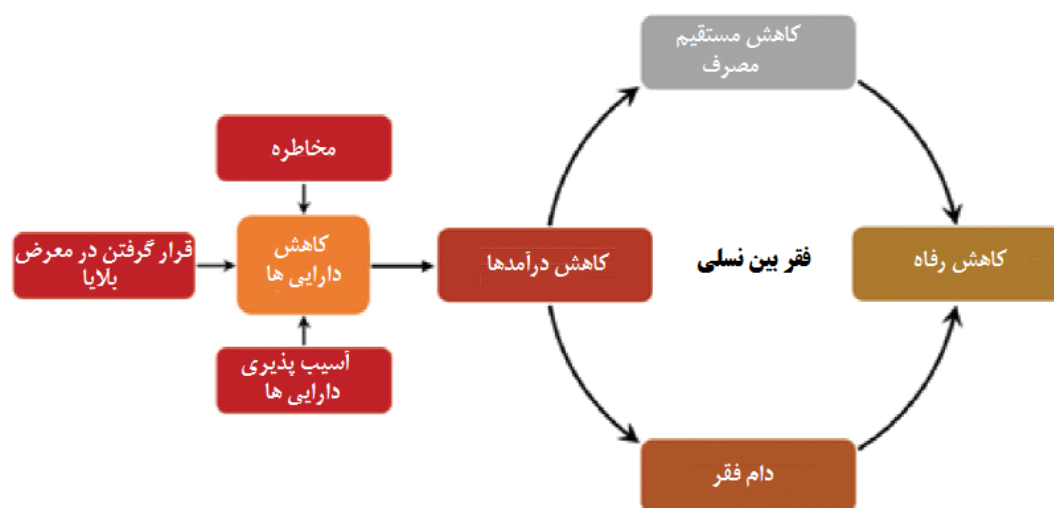 کاهش مستقیم
مصرف
مخاطره
قرار گرفتن در معرض
بلایا
کاهش
دارایی ها
کاهش درآمدها
فقر بین نسلی
کاهش رفاه
آسیب پذیری
دارایی ها
دام فقر